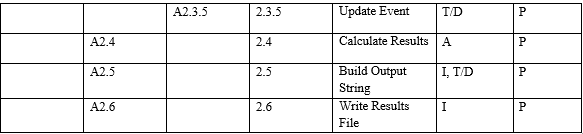 A2.3.5 2.3.5 Update Event T/D P
A2.4 2.4 Calculate Results A P
A2.5 2.5 Build Output String I, T/D P
A2.6 2.6 Write Results File I P